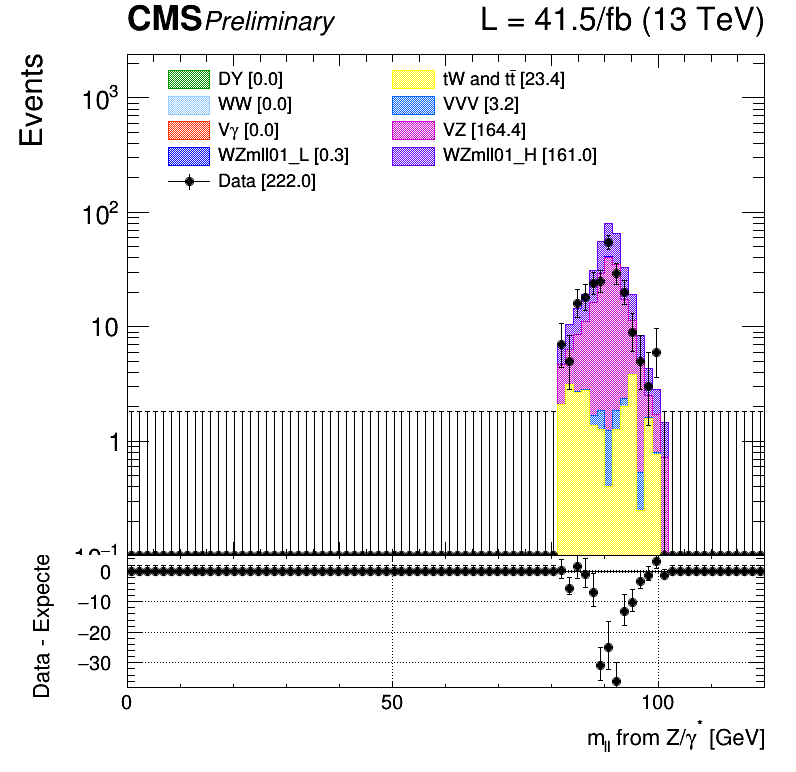 CMS Preliminary L = 41.5/fb (13 TeV)
Events
DY [0.0] tW and tt̄ [23.4]
WW [0.0] VVV [3.2]
Vγ [0.0] VZ [164.4]
WZmll01_L [0.3] WZmll01_H [161.0]
Data [222.0]
10³
10²
10
1
10⁻¹
Data - Expecte
0
−10
−20
−30
0 50 100
m_ll from Z/γ* [GeV]